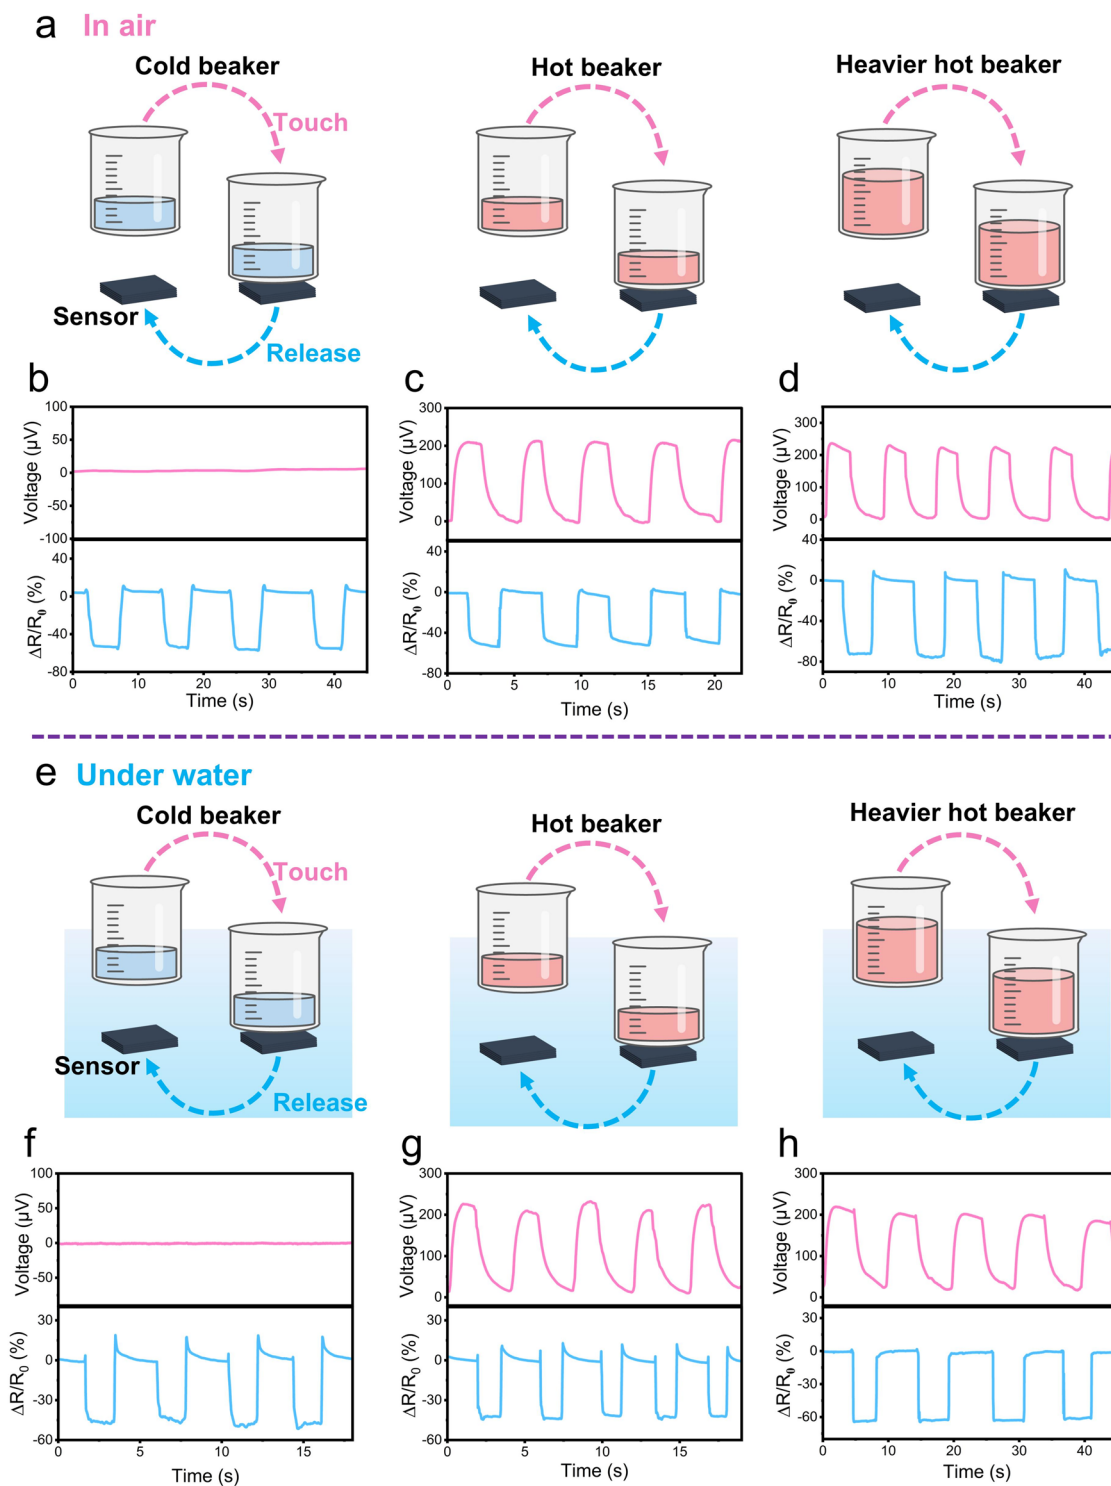 a In air
Cold beaker
Hot beaker
Heavier hot beaker
Touch
Sensor
Release
b
c
d
100
50
0
-50
-100
Voltage (µV)
40
0
-40
-80
ΔR/R₀ (%)
0 10 20 30 40
Time (s)
300
200
100
0
Voltage (µV)
40
0
-40
-80
ΔR/R₀ (%)
0 5 10 15 20
Time (s)
300
200
100
0
Voltage (µV)
40
0
-40
-80
ΔR/R₀ (%)
0 10 20 30 40
Time (s)
e Under water
Cold beaker
Hot beaker
Heavier hot beaker
Touch
Sensor
Release
f
g
h
100
50
0
-50
Voltage (µV)
30
0
-30
-60
ΔR/R₀ (%)
0 5 10 15
Time (s)
300
200
100
0
Voltage (µV)
30
0
-30
-60
ΔR/R₀ (%)
0 5 10 15
Time (s)
300
200
100
0
Voltage (µV)
30
0
-30
-60
ΔR/R₀ (%)
0 10 20 30 40
Time (s)